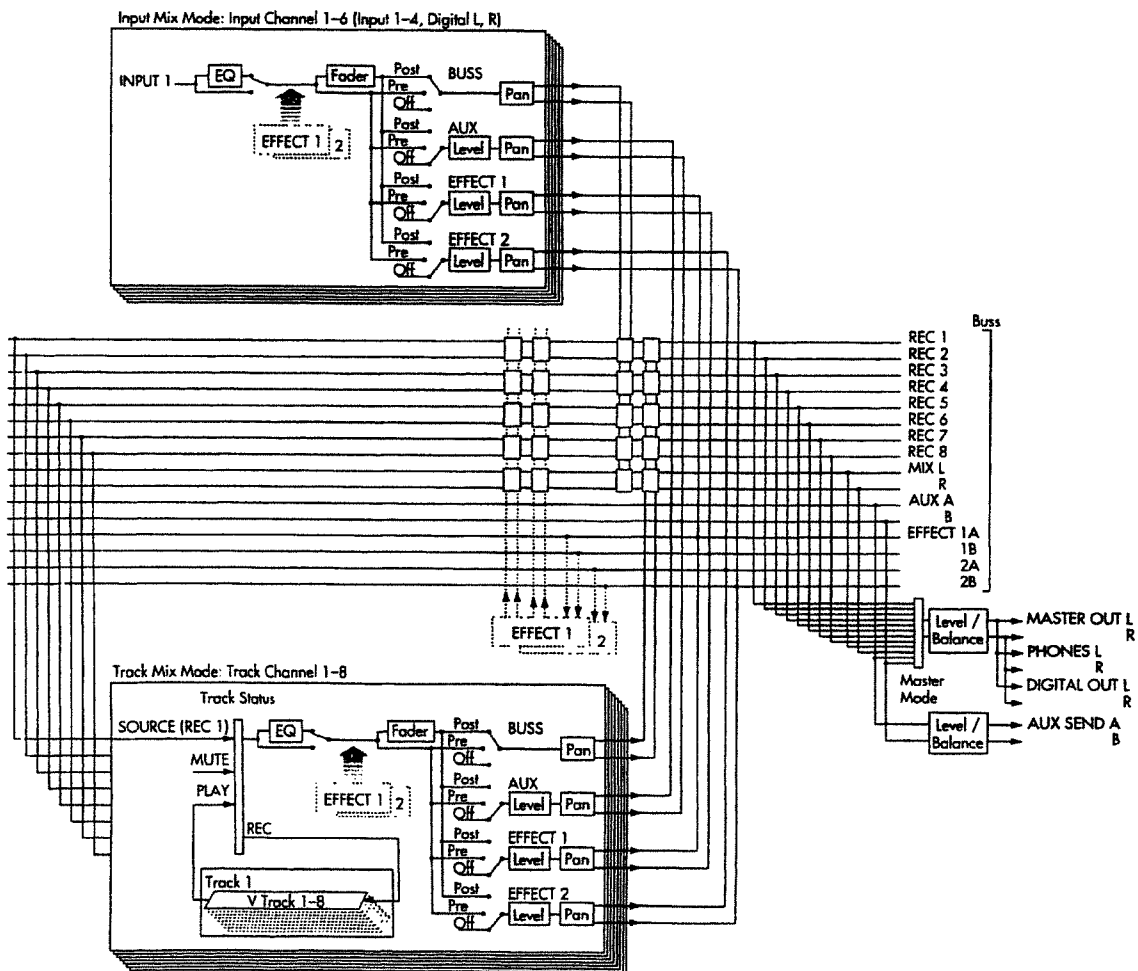 Input Mix Mode: Input Channel 1–6 (Input 1–4, Digital L, R)
INPUT 1
EQ
Fader
EFFECT 1
2
Post
Pre
Off
BUSS
Pan
Post
Pre
Off
AUX
Level
Pan
Post
Pre
Off
EFFECT 1
Level
Pan
Post
Pre
Off
EFFECT 2
Level
Pan
Buss
REC 1
REC 2
REC 3
REC 4
REC 5
REC 6
REC 7
REC 8
MIX L
R
AUX A
B
EFFECT 1A
1B
2A
2B
EFFECT 1
2
Master Mode
Level / Balance
MASTER OUT L
R
PHONES L
R
DIGITAL OUT L
R
Level / Balance
AUX SEND A
B
Track Mix Mode: Track Channel 1–8
Track Status
SOURCE (REC 1)
MUTE
PLAY
REC
EQ
Fader
EFFECT 1
2
Track 1
V Track 1–8
Post
Pre
Off
BUSS
Pan
Post
Pre
Off
AUX
Level
Pan
Post
Pre
Off
EFFECT 1
Level
Pan
Post
Pre
Off
EFFECT 2
Level
Pan